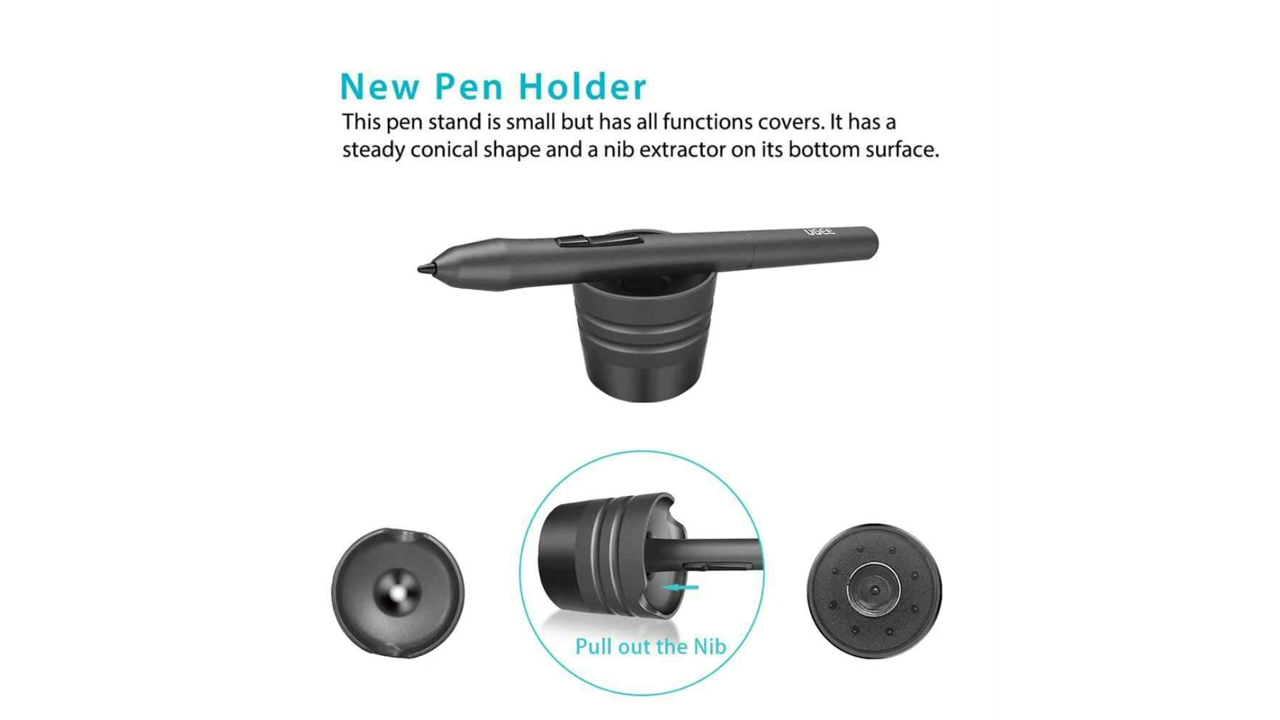 New Pen Holder
This pen stand is small but has all functions covers. It has a
steady conical shape and a nib extractor on its bottom surface.
UGEE
Pull out the Nib